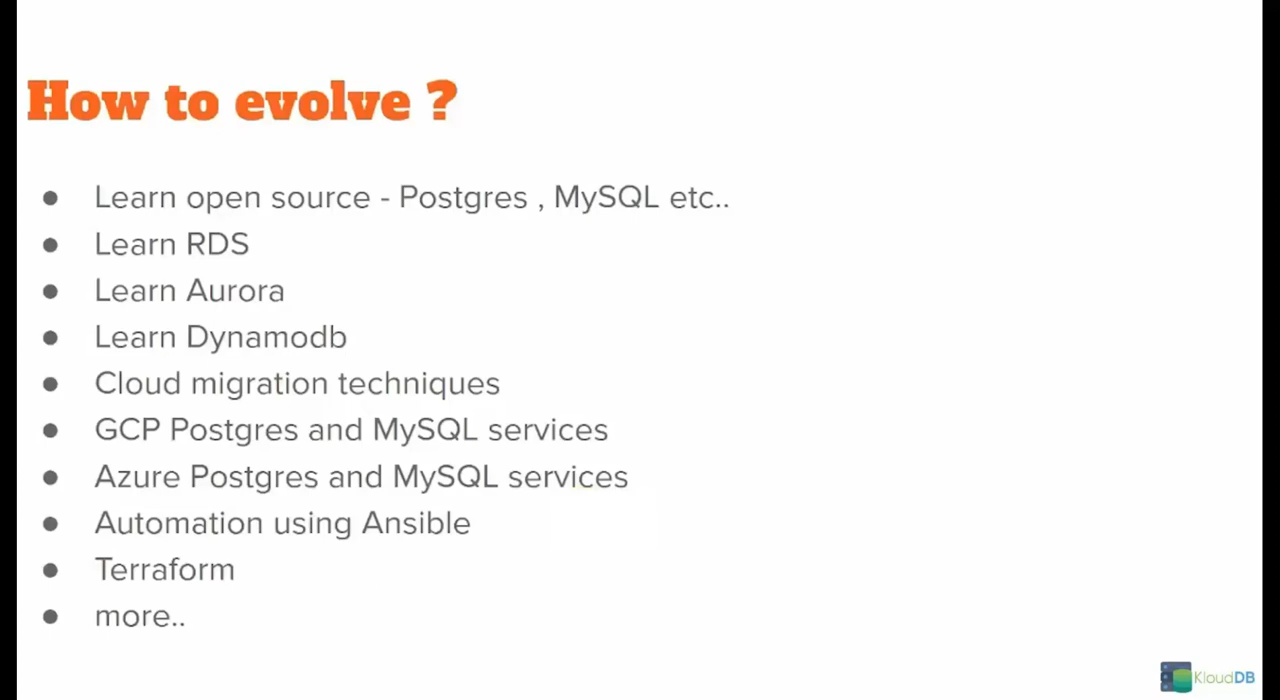 How to evolve ?
● Learn open source - Postgres , MySQL etc..
● Learn RDS
● Learn Aurora
● Learn Dynamodb
● Cloud migration techniques
● GCP Postgres and MySQL services
● Azure Postgres and MySQL services
● Automation using Ansible
● Terraform
● more..
KloudDB